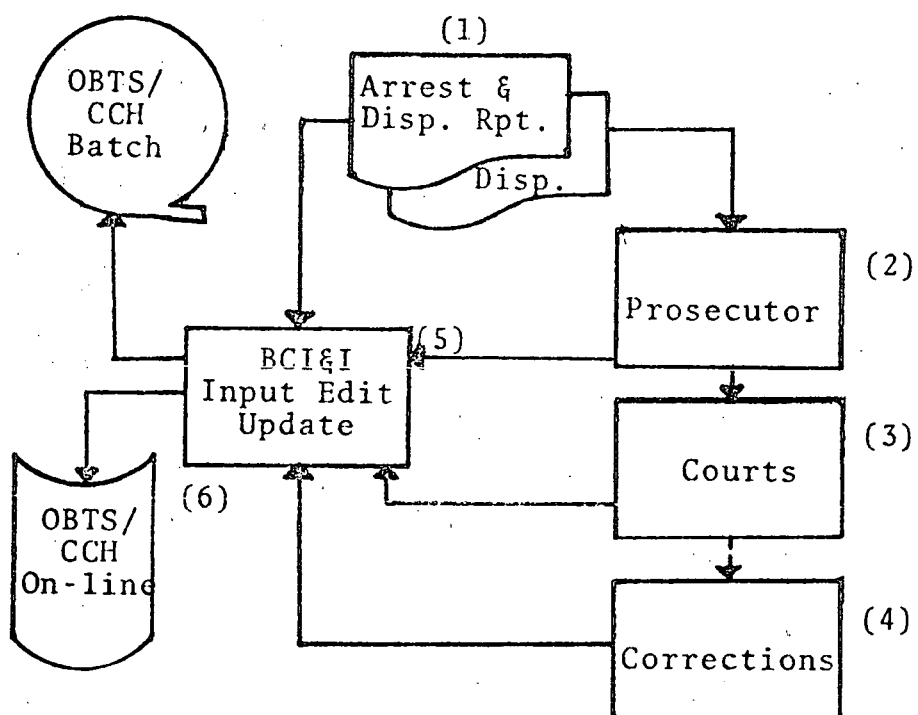 (1)
OBTS/
CCH
Batch
Arrest &
Disp. Rpt.
Disp.
(2)
Prosecutor
(5)
BCI&I
Input Edit
Update
(3)
Courts
(6)
OBTS/
CCH
On-line
(4)
Corrections